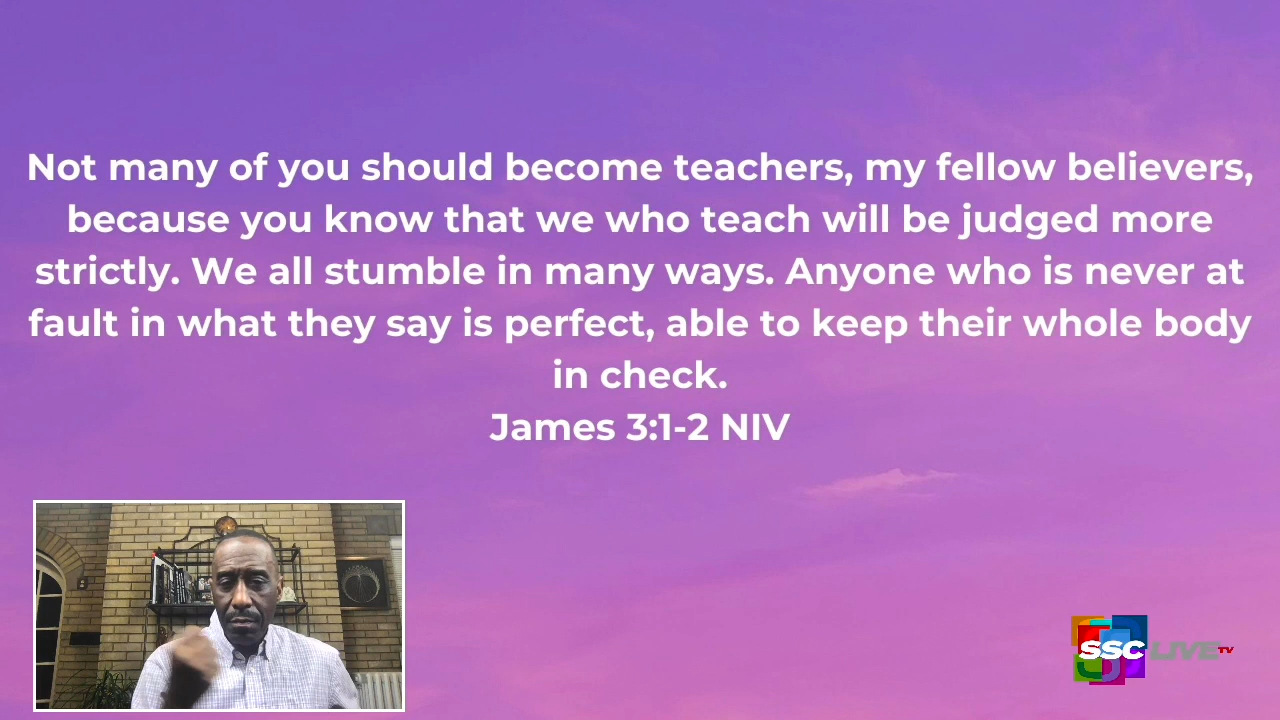 Not many of you should become teachers, my fellow believers,
because you know that we who teach will be judged more
strictly. We all stumble in many ways. Anyone who is never at
fault in what they say is perfect, able to keep their whole body
in check.
James 3:1-2 NIV
SSC LIVE TV